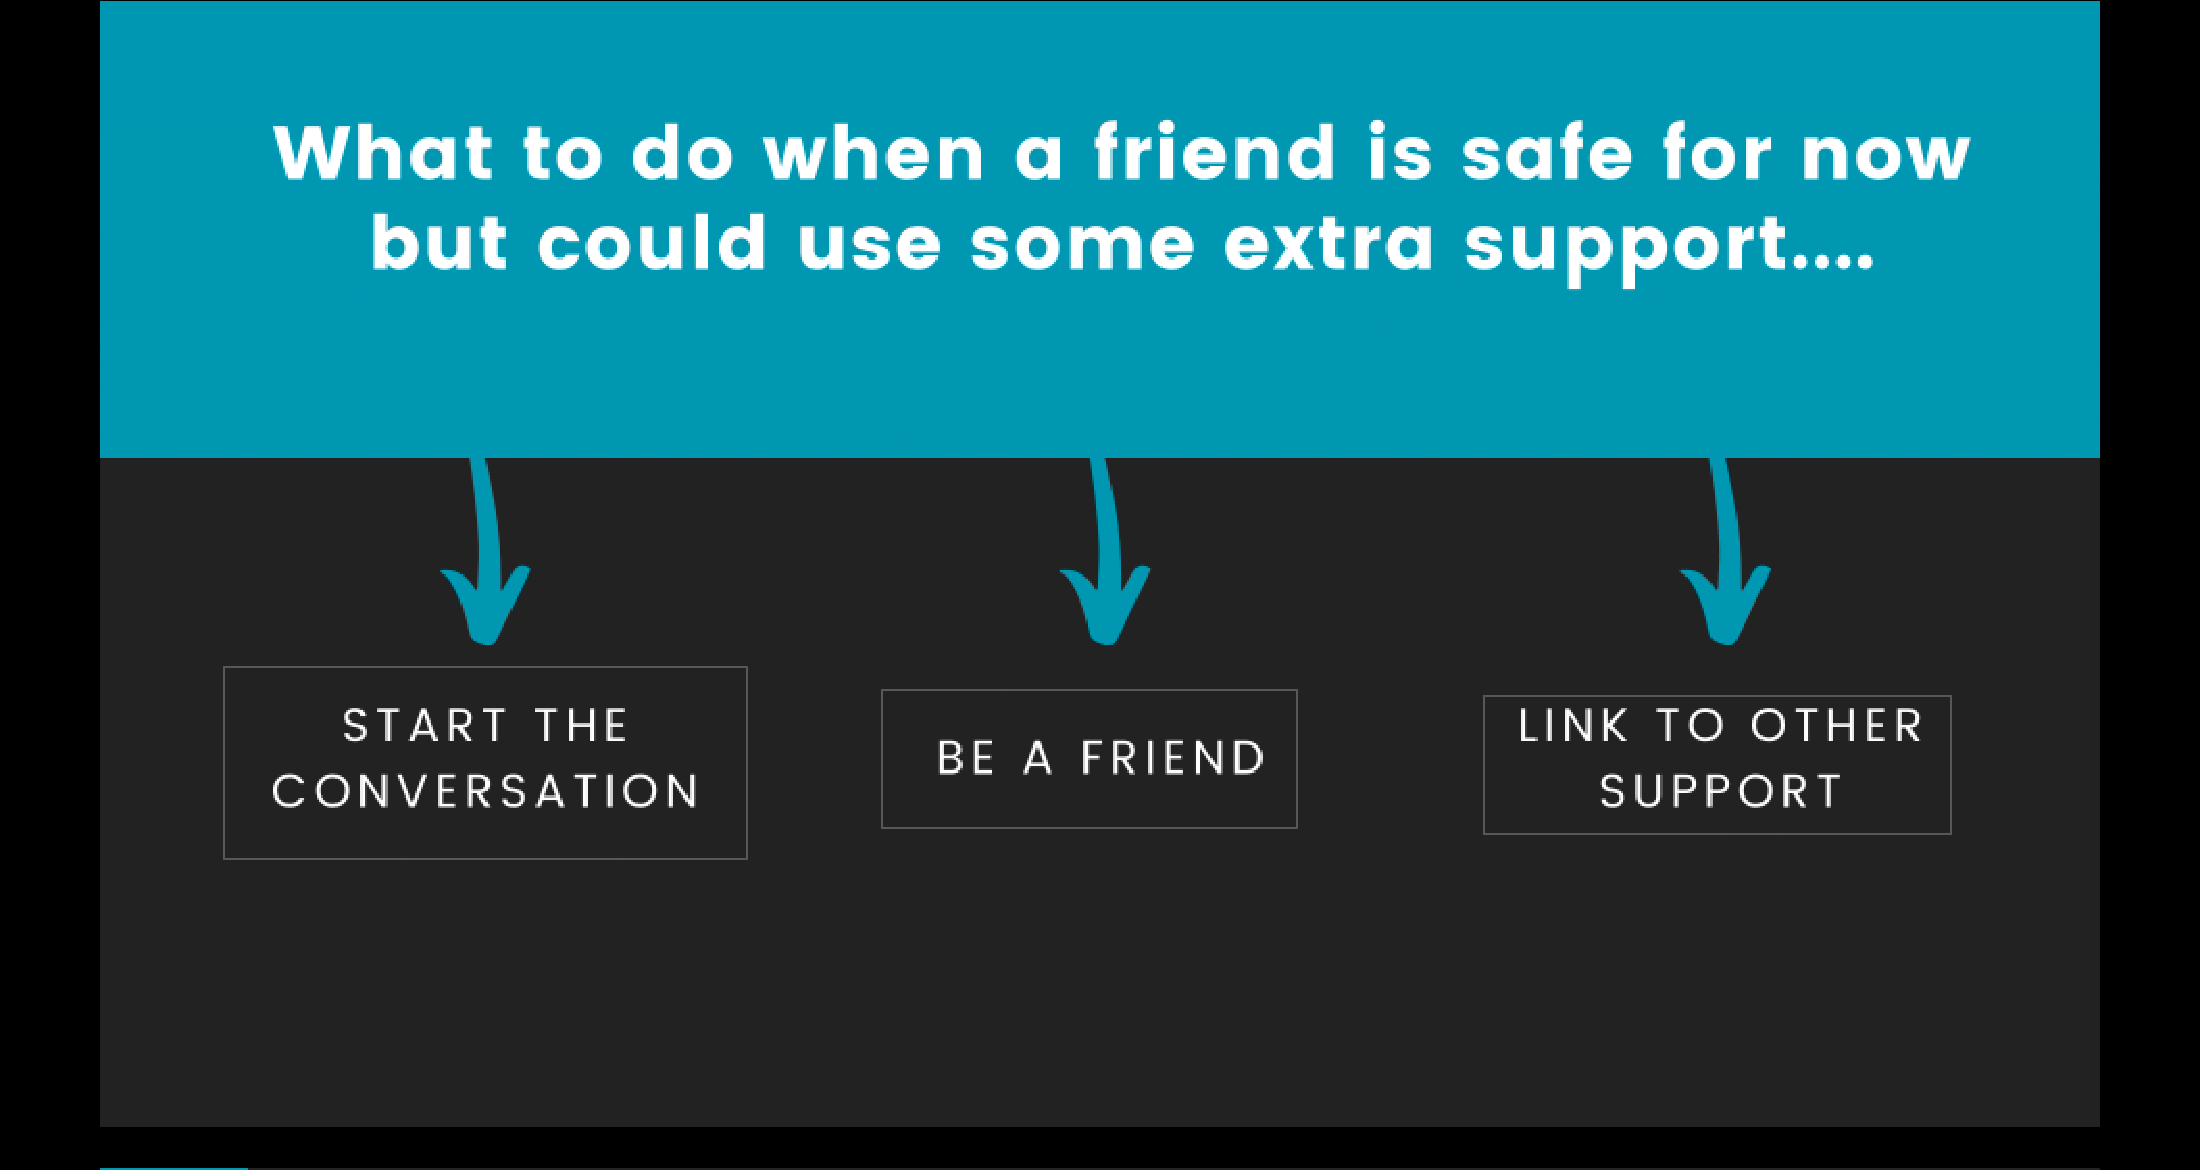 What to do when a friend is safe for now
but could use some extra support....
START THE
CONVERSATION
BE A FRIEND
LINK TO OTHER
SUPPORT